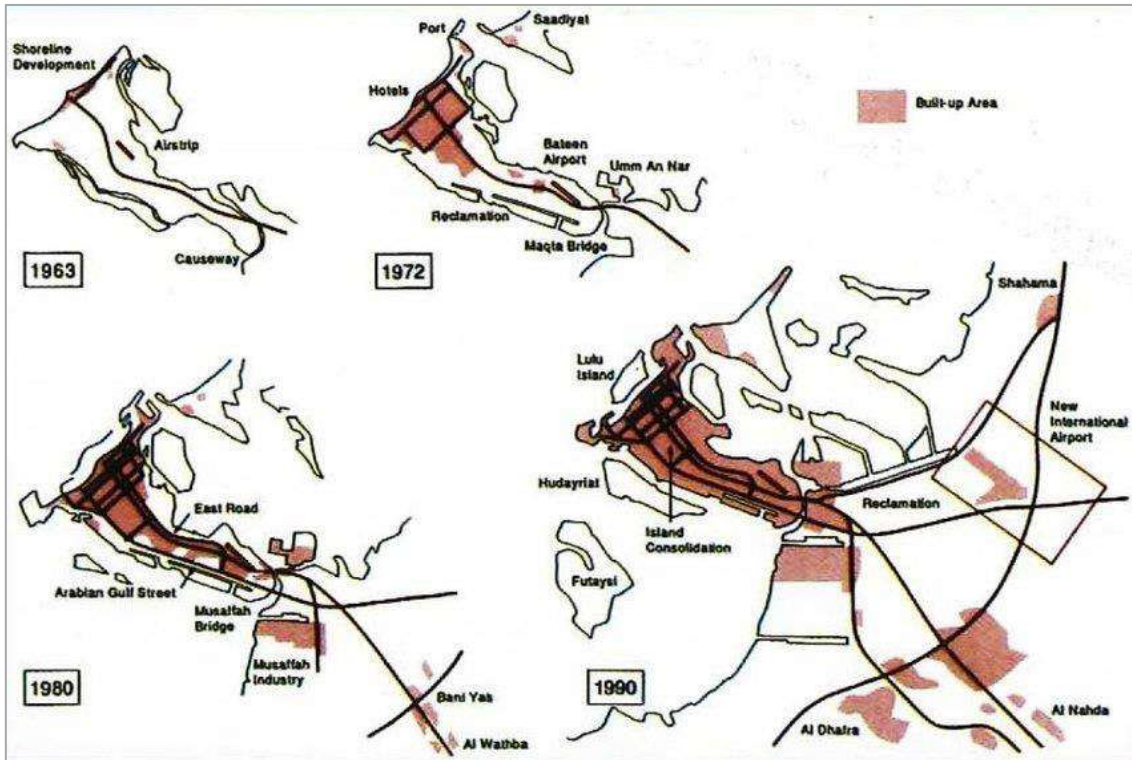 Shoreline
Development
Airstrip
Causeway
1963
Port
Saadiyat
Hotels
Bateen
Airport
Umm An Nar
Reclamation
Maqta Bridge
1972
Built-up Area
East Road
Arabian Gulf Street
Musaffah
Bridge
Musaffah
Industry
Bani Yas
Al Wathba
1980
Shahama
Lulu
Island
New
International
Airport
Hudayriat
Reclamation
Island
Consolidation
Futaysi
1990
Al Dhafra
Al Nahda